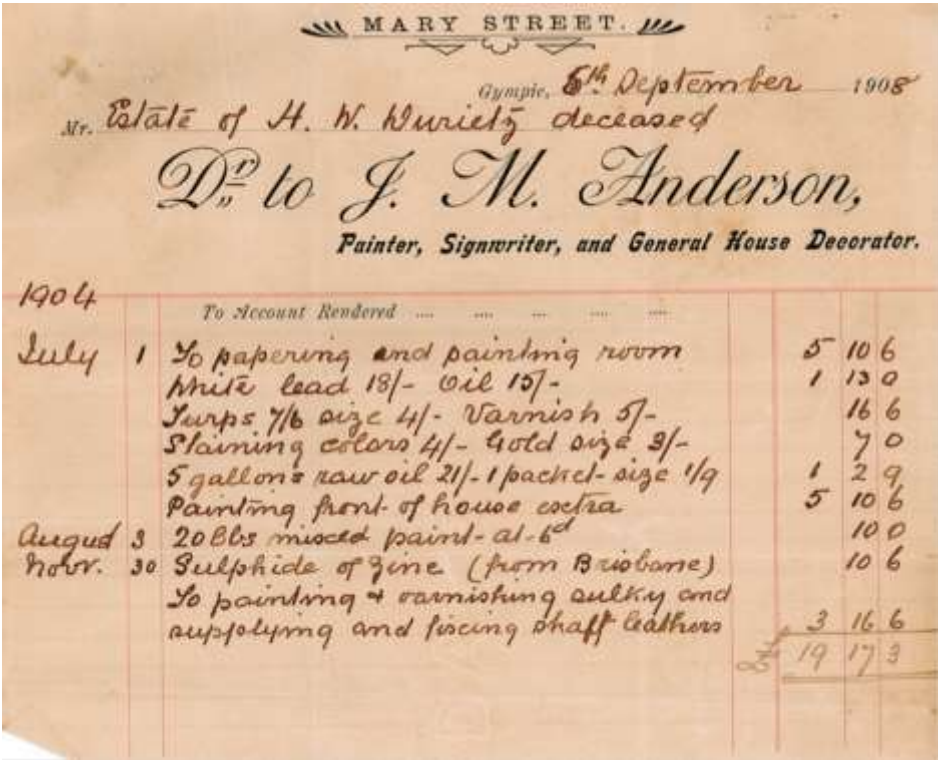 MARY STREET.
Gympie, 5th September 1908
Mr. Estate of H. W. Durietz deceased
Dr. to J. M. Anderson,
Painter, Signwriter, and General House Decorator.
1904
To Account Rendered .... .... ... .... ....
July 1 To papering and painting room 5 10 6
White lead 18/- Oil 15/- 1 13 0
Turps 7/6 size 4/- Varnish 5/- 16 6
Staining colors 4/- Gold size 3/- 7 0
5 gallons raw oil 21/- 1 packet size 1/9 1 2 9
Painting front of house extra 5 10 6
August 3 20 lbs mixed paint at 6d 10 0
Novr. 30 Sulphide of Zinc (from Brisbane) 10 6
To painting & varnishing sulky and
supplying and fixing shaft leathers 3 16 6
19 17 3